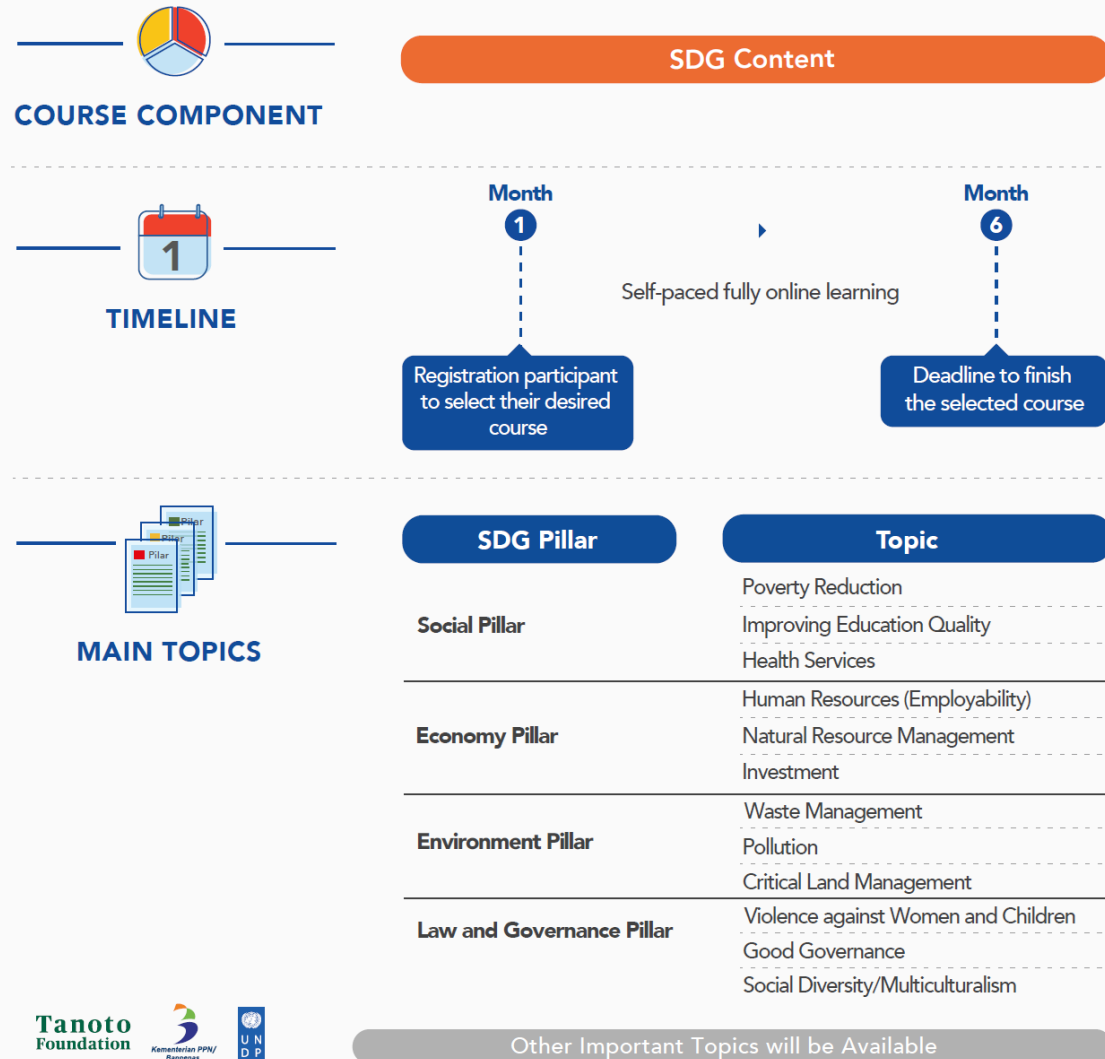 COURSE COMPONENT
SDG Content
TIMELINE
1
Month
1
Month
6
Self-paced fully online learning
Registration participant
to select their desired
course
Deadline to finish
the selected course
MAIN TOPICS
Pilar
Pilar
Pilar
SDG Pillar
Topic
Social Pillar
Poverty Reduction
Improving Education Quality
Health Services
Economy Pillar
Human Resources (Employability)
Natural Resource Management
Investment
Environment Pillar
Waste Management
Pollution
Critical Land Management
Law and Governance Pillar
Violence against Women and Children
Good Governance
Social Diversity/Multiculturalism
Tanoto
Foundation
Kementerian PPN/
Bappenas
U N
D P
Other Important Topics will be Available